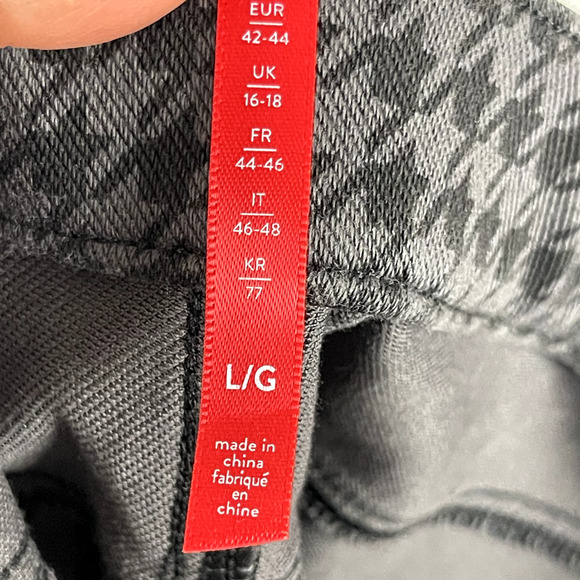 EUR
42-44
UK
16-18
FR
44-46
IT
46-48
KR
77
L/G
made in
china
fabriqué
en
chine